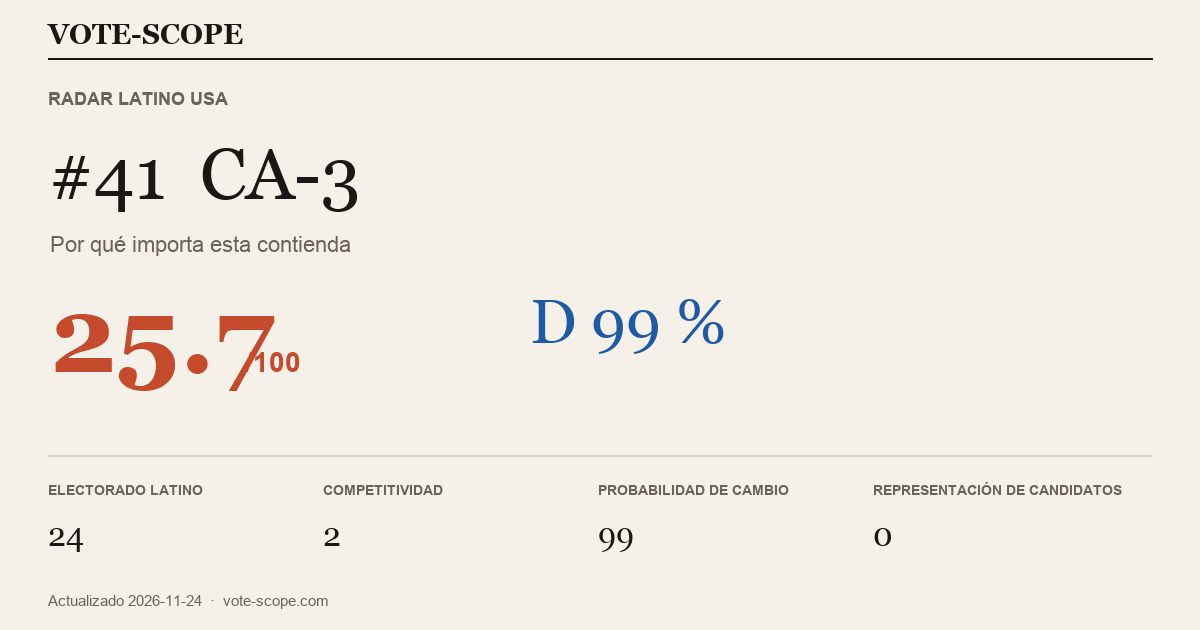 VOTE-SCOPE
RADAR LATINO USA
#41 CA-3
Por qué importa esta contienda
25.7/100
D 99 %
ELECTORADO LATINO
24
COMPETITIVIDAD
2
PROBABILIDAD DE CAMBIO
99
REPRESENTACIÓN DE CANDIDATOS
0
Actualizado 2026-11-24 · vote-scope.com